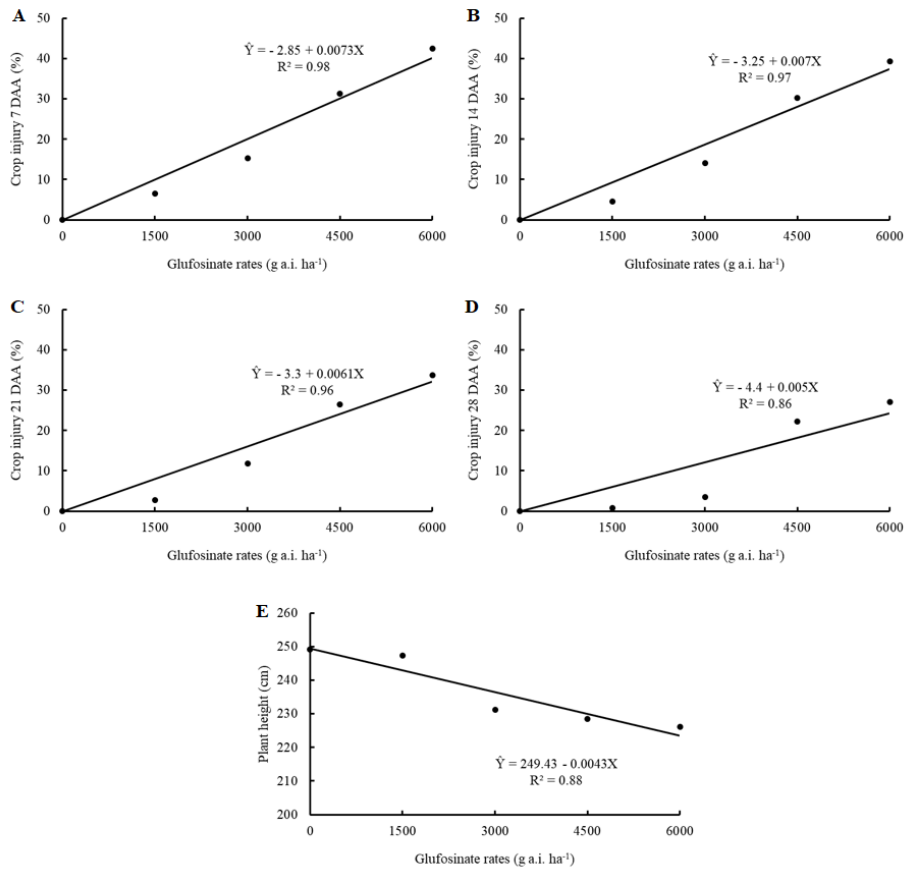 A
Crop injury 7 DAA (%)
50
40
30
20
10
0
Ŷ = - 2.85 + 0.0073X
R² = 0.98
0 1500 3000 4500 6000
Glufosinate rates (g a.i. ha⁻¹)
B
Crop injury 14 DAA (%)
50
40
30
20
10
0
Ŷ = - 3.25 + 0.007X
R² = 0.97
0 1500 3000 4500 6000
Glufosinate rates (g a.i. ha⁻¹)
C
Crop injury 21 DAA (%)
50
40
30
20
10
0
Ŷ = - 3.3 + 0.0061X
R² = 0.96
0 1500 3000 4500 6000
Glufosinate rates (g a.i. ha⁻¹)
D
Crop injury 28 DAA (%)
50
40
30
20
10
0
Ŷ = - 4.4 + 0.005X
R² = 0.86
0 1500 3000 4500 6000
Glufosinate rates (g a.i. ha⁻¹)
E
Plant height (cm)
260
250
240
230
220
210
200
Ŷ = 249.43 - 0.0043X
R² = 0.88
0 1500 3000 4500 6000
Glufosinate rates (g a.i. ha⁻¹)